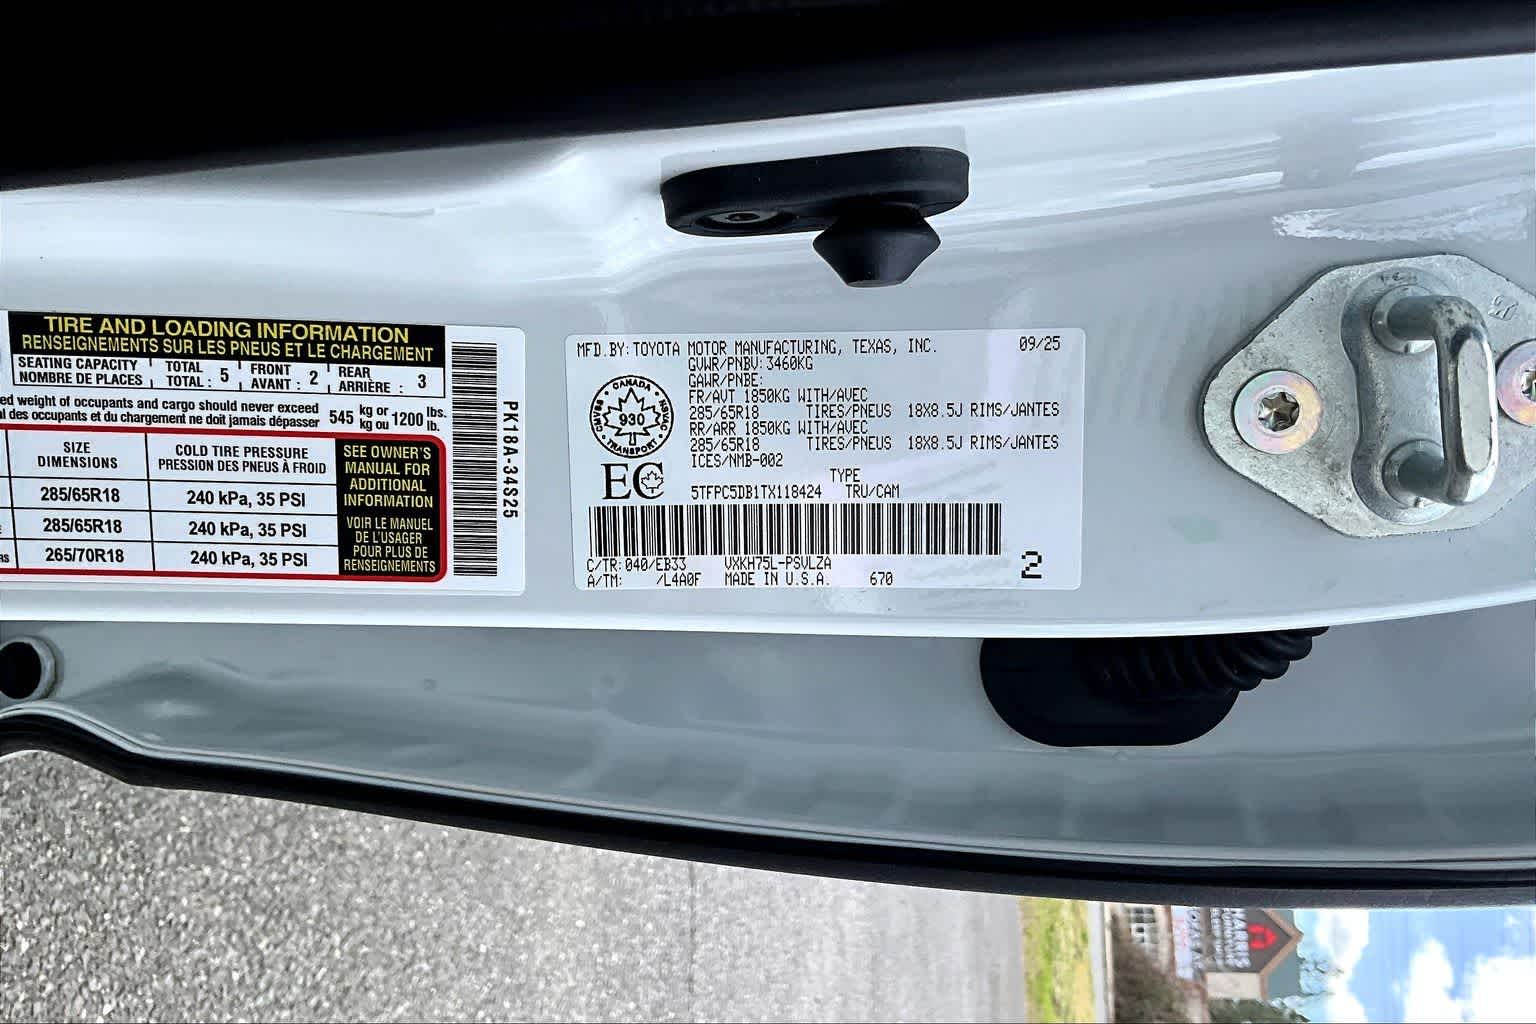 TIRE AND LOADING INFORMATION
RENSEIGNEMENTS SUR LES PNEUS ET LE CHARGEMENT
SEATING CAPACITY TOTAL FRONT REAR
NOMBRE DE PLACES TOTAL : 5 AVANT : 2 ARRIÈRE : 3
weight of occupants and cargo should never exceed 545 kg or 1200 lbs.
des occupants et du chargement ne doit jamais dépasser kg ou lb.
SIZE COLD TIRE PRESSURE
DIMENSIONS PRESSION DES PNEUS À FROID
285/65R18 240 kPa, 35 PSI
285/65R18 240 kPa, 35 PSI
265/70R18 240 kPa, 35 PSI
SEE OWNER'S
MANUAL FOR
ADDITIONAL
INFORMATION
VOIR LE MANUEL
DE L'USAGER
POUR PLUS DE
RENSEIGNEMENTS
PK18A-34S25
MFD.BY:TOYOTA MOTOR MANUFACTURING, TEXAS, INC. 09/25
GVWR/PNBV:3460KG
GAWR/PNBE:
FR/AVT 1850KG WITH/AVEC
285/65R18 TIRES/PNEUS 18X8.5J RIMS/JANTES
RR/ARR 1850KG WITH/AVEC
285/65R18 TIRES/PNEUS 18X8.5J RIMS/JANTES
ICES/NMB-002
TYPE
5TFPC5DB1TX118424 TRU/CAM
CANADA
930
TRANSPORT
NSVAC
EC
C/TR:040/EB33 VXKH75L-PSVLZA
A/TM: /L4A0F MADE IN U.S.A. 670
2